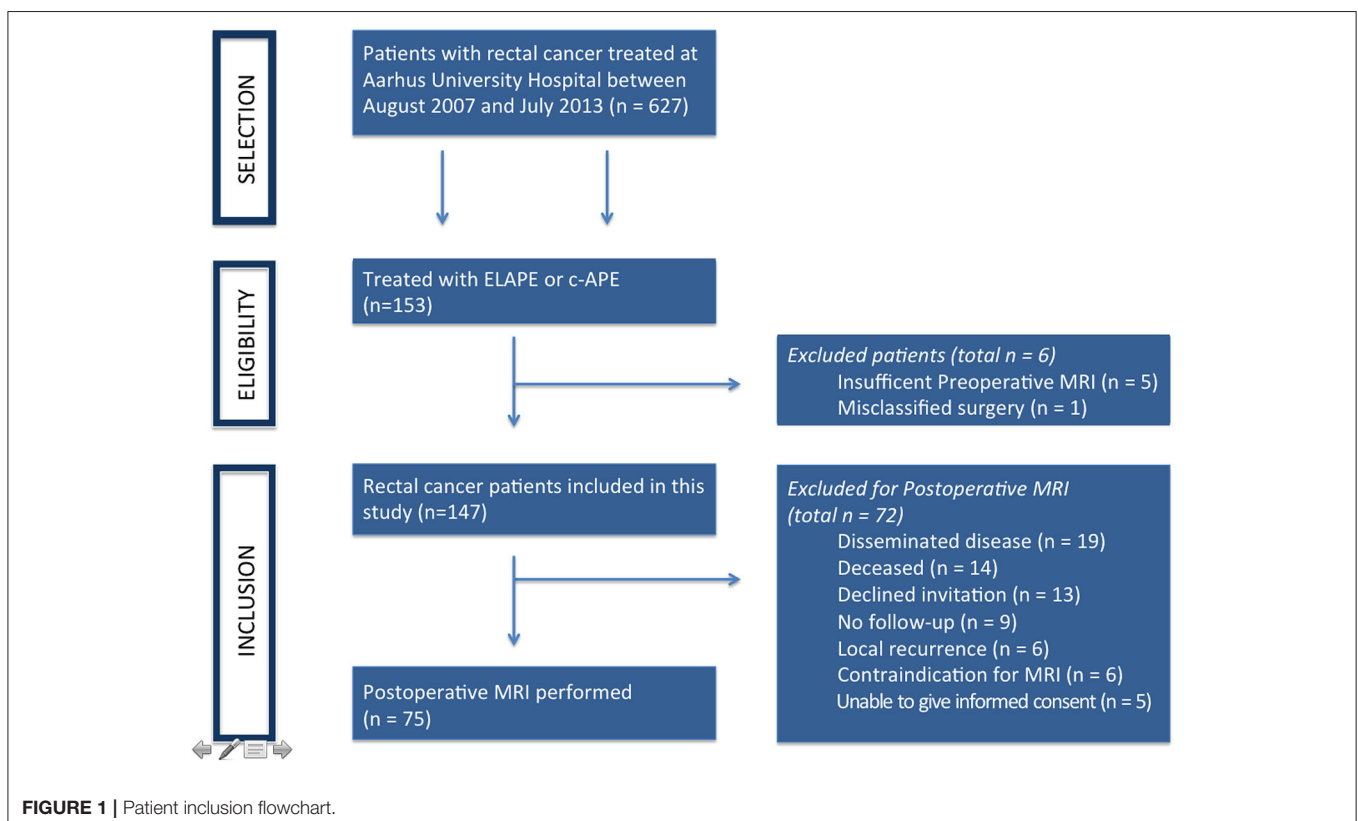 SELECTION
Patients with rectal cancer treated at
Aarhus University Hospital between
August 2007 and July 2013 (n = 627)
ELIGIBILITY
Treated with ELAPE or c-APE
(n=153)
Excluded patients (total n = 6)
Insufficent Preoperative MRI (n = 5)
Misclassified surgery (n = 1)
INCLUSION
Rectal cancer patients included in this
study (n=147)
Excluded for Postoperative MRI
(total n = 72)
Disseminated disease (n = 19)
Deceased (n = 14)
Declined invitation (n = 13)
No follow-up (n = 9)
Local recurrence (n = 6)
Contraindication for MRI (n = 6)
Unable to give informed consent (n = 5)
Postoperative MRI performed
(n = 75)
FIGURE 1 | Patient inclusion flowchart.